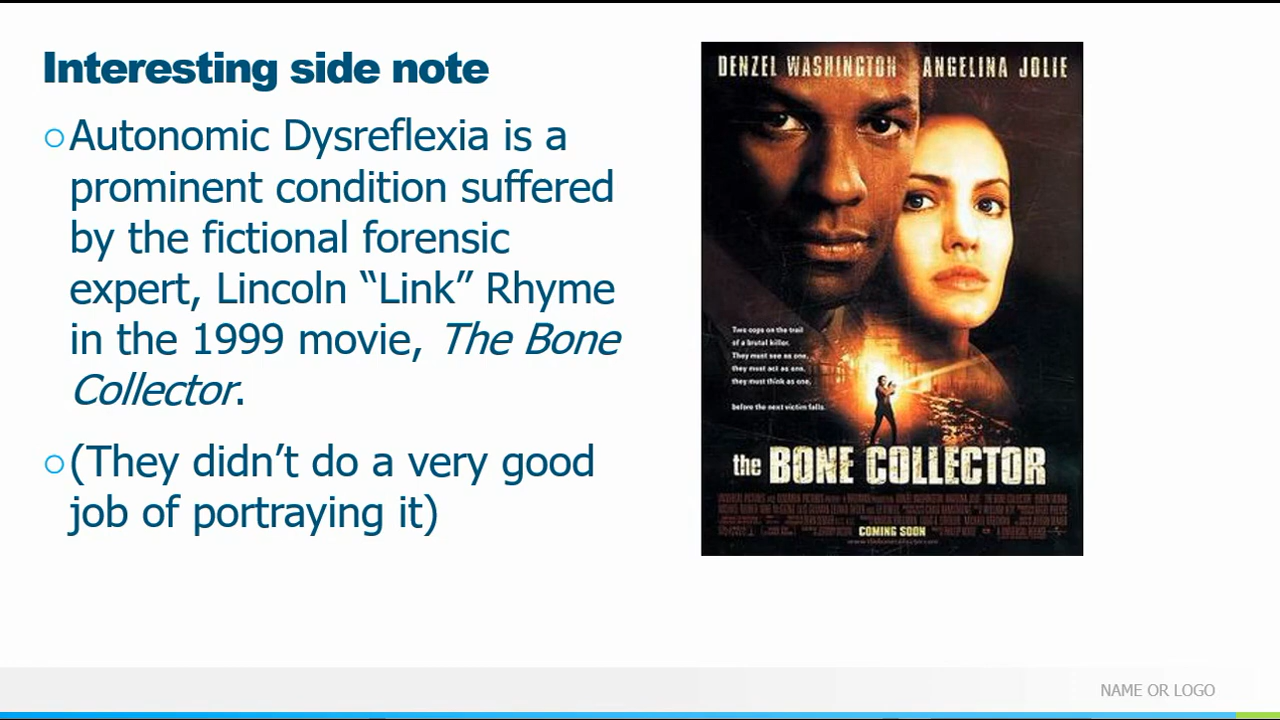 Interesting side note
○Autonomic Dysreflexia is a
prominent condition suffered
by the fictional forensic
expert, Lincoln “Link” Rhyme
in the 1999 movie, The Bone
Collector.
○(They didn’t do a very good
job of portraying it)
DENZEL WASHINGTON ANGELINA JOLIE
Two cops on the trail
of a brutal killer.
They must see as one,
they must act as one,
they must think as one,
before the next victim falls.
the BONE COLLECTOR
COMING SOON
NAME OR LOGO